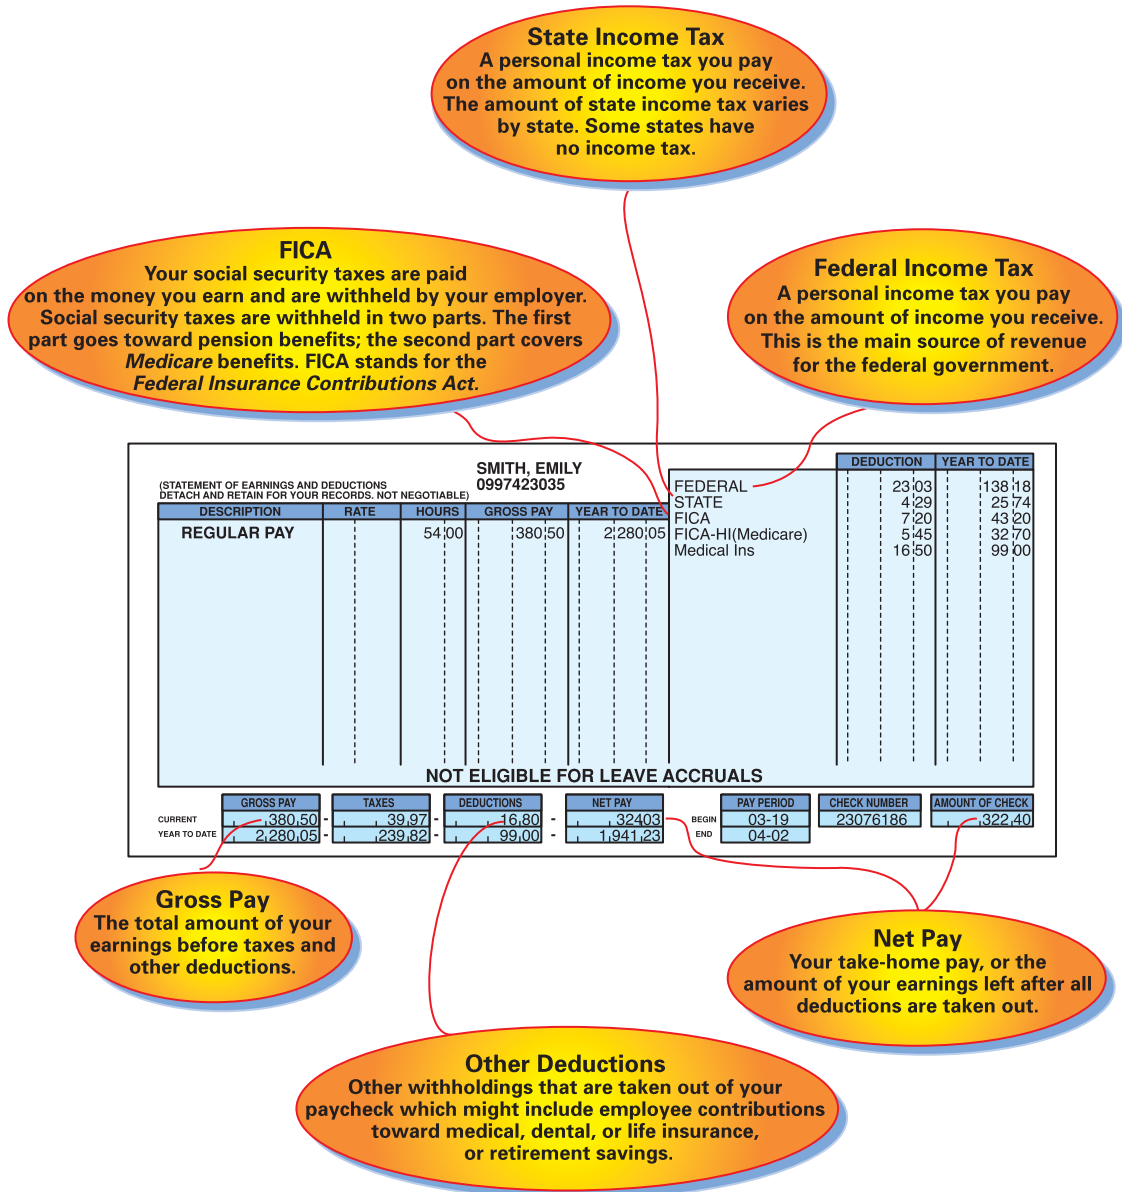 State Income Tax
A personal income tax you pay
on the amount of income you receive.
The amount of state income tax varies
by state. Some states have
no income tax.
FICA
Your social security taxes are paid
on the money you earn and are withheld by your employer.
Social security taxes are withheld in two parts. The first
part goes toward pension benefits; the second part covers
Medicare benefits. FICA stands for the
Federal Insurance Contributions Act.
Federal Income Tax
A personal income tax you pay
on the amount of income you receive.
This is the main source of revenue
for the federal government.
SMITH, EMILY
0997423035
(STATEMENT OF EARNINGS AND DEDUCTIONS
DETACH AND RETAIN FOR YOUR RECORDS. NOT NEGOTIABLE)
DESCRIPTION RATE HOURS GROSS PAY YEAR TO DATE
REGULAR PAY 54 00 380 50 2 280 05
DEDUCTION YEAR TO DATE
FEDERAL 23 03 138 18
STATE 4 29 25 74
FICA 7 20 43 20
FICA-HI(Medicare) 5 45 32 70
Medical Ins 16 50 99 00
NOT ELIGIBLE FOR LEAVE ACCRUALS
GROSS PAY TAXES DEDUCTIONS NET PAY PAY PERIOD CHECK NUMBER AMOUNT OF CHECK
CURRENT 380 50 - 39 97 - 16 80 - 32403 BEGIN 03-19 23076186 322 40
YEAR TO DATE 2 280 05 - 239 82 - 99 00 - 1 941 23 END 04-02
Gross Pay
The total amount of your
earnings before taxes and
other deductions.
Net Pay
Your take-home pay, or the
amount of your earnings left after all
deductions are taken out.
Other Deductions
Other withholdings that are taken out of your
paycheck which might include employee contributions
toward medical, dental, or life insurance,
or retirement savings.